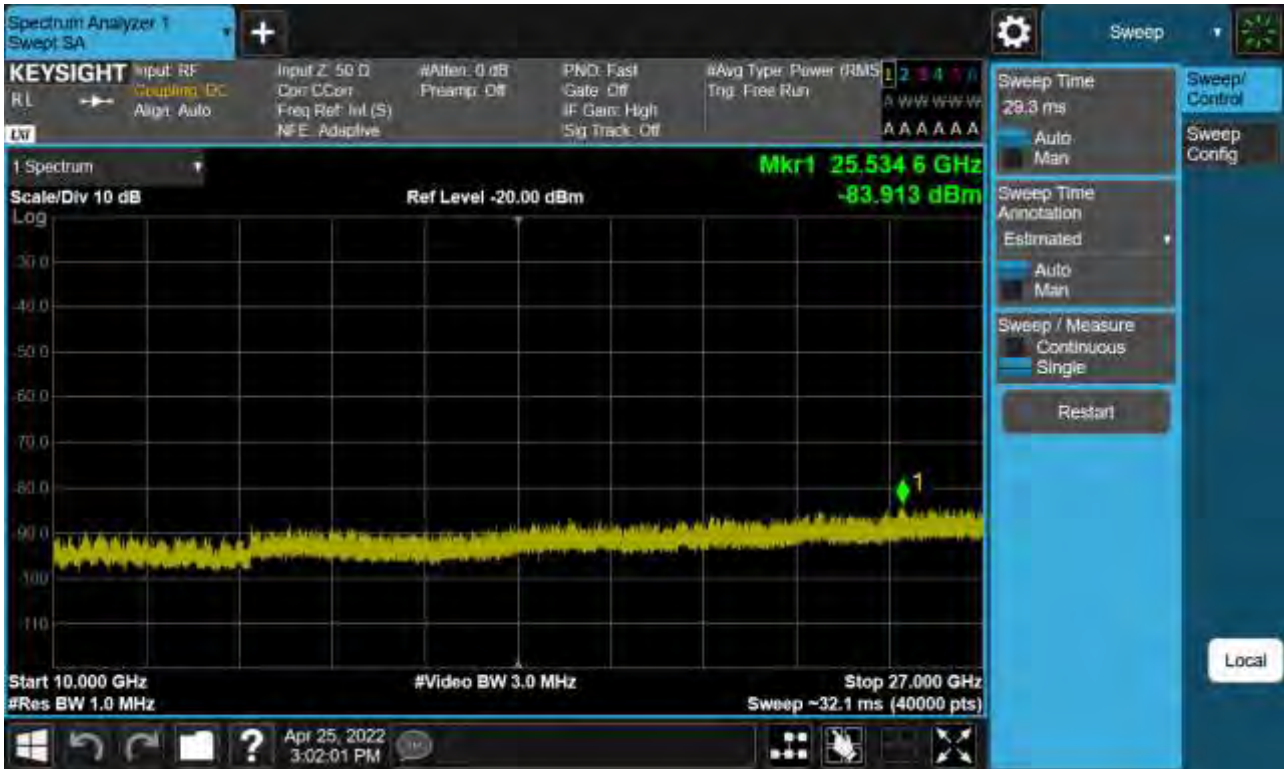 Spectrum Analyzer 1
Swept SA
+
Sweep
KEYSIGHT
RL
Input: RF
Coupling: DC
Align: Auto
Input Z: 50 Ω
Corr CCorr
Freq Ref: Int (S)
NFE: Adaptive
#Atten: 0 dB
Preamp: Off
PNO: Fast
Gate: Off
IF Gain: High
Sig Track: Off
#Avg Type: Power (RMS
Trig: Free Run
1 2 3 4 5 6
A W W W W W
A A A A A A
LXI
1 Spectrum
Scale/Div 10 dB
Ref Level -20.00 dBm
Mkr1 25.534 6 GHz
-83.913 dBm
Log
-30.0
-40.0
-50.0
-60.0
-70.0
-80.0
-90.0
-100
-110
1
Start 10.000 GHz
#Res BW 1.0 MHz
#Video BW 3.0 MHz
Stop 27.000 GHz
Sweep ~32.1 ms (40000 pts)
Sweep Time
29.3 ms
Auto
Man
Sweep Time
Annotation
Estimated
Auto
Man
Sweep / Measure
Continuous
Single
Restart
Sweep/
Control
Sweep
Config
Local
?
Apr 25, 2022
3:02:01 PM